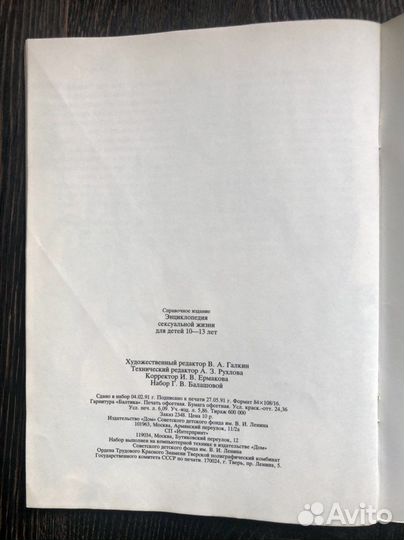 Справочное издание
Энциклопедия
сексуальной жизни
для детей 10—13 лет
Художественный редактор В. А. Галкин
Технический редактор А. З. Рухлова
Корректор И. В. Ермакова
Набор Г. В. Балашовой
Сдано в набор 04.02.91 г. Подписано к печати 27.05.91 г. Формат 84×108/16.
Гарнитура «Балтика». Печать офсетная. Бумага офсетная. Усл. краск.-отт. 24,36
Усл. печ. л. 6,09. Уч.-изд. л. 5,86. Тираж 600 000
Заказ 2348. Цена 10 р.
Издательство «Дом» Советского детского фонда им. В. И. Ленина
101963, Москва, Армянский переулок, 11/2а
СП «Интерпринт»
119034, Москва, Бутиковский переулок, 12
Набор выполнен на компьютерной технике в издательстве «Дом»
Советского детского фонда им. В. И. Ленина
Ордена Трудового Красного Знамени Тверской полиграфический комбинат
Государственного комитета СССР по печати. 170024, г. Тверь, пр. Ленина, 5.
Avito